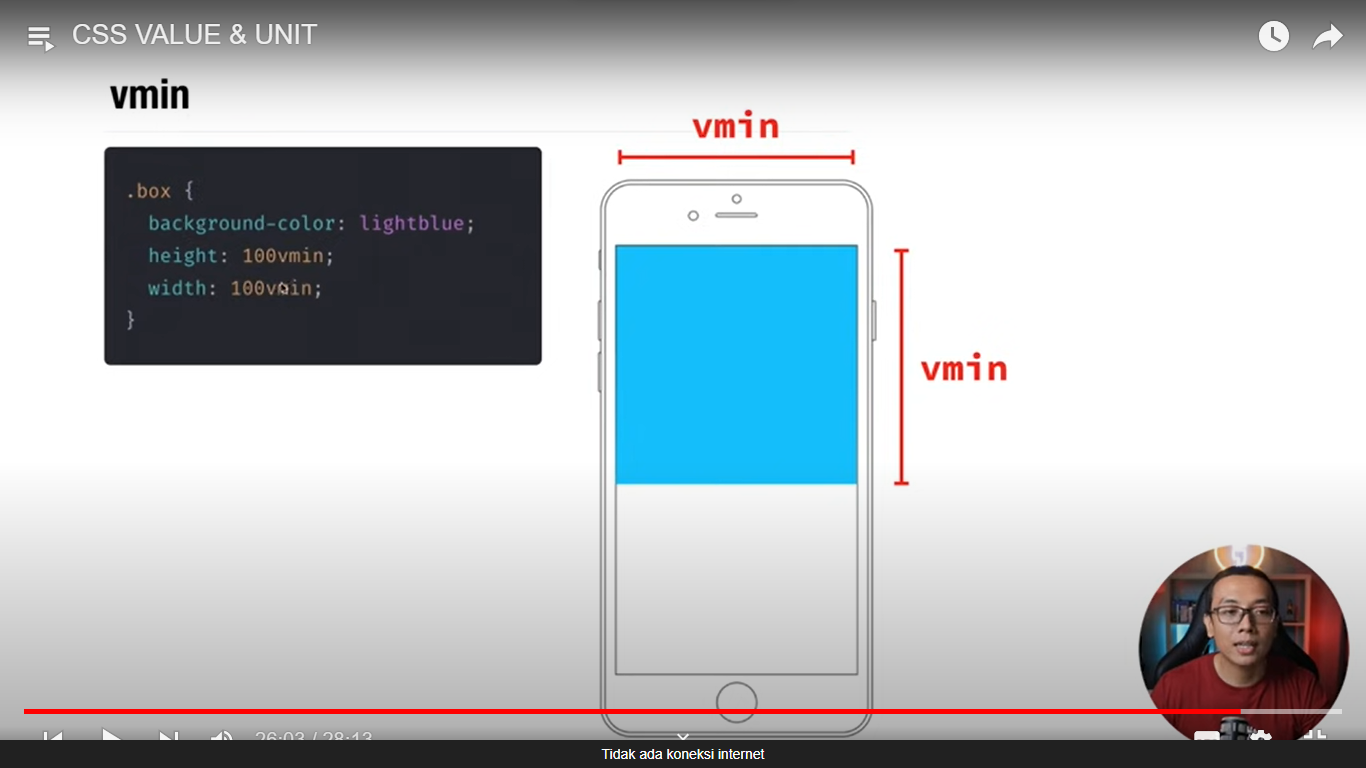 CSS VALUE & UNIT
vmin
vmin
.box {
background-color: lightblue;
height: 100vmin;
width: 100vmin;
}
vmin
26:03 / 28:13
Tidak ada koneksi internet